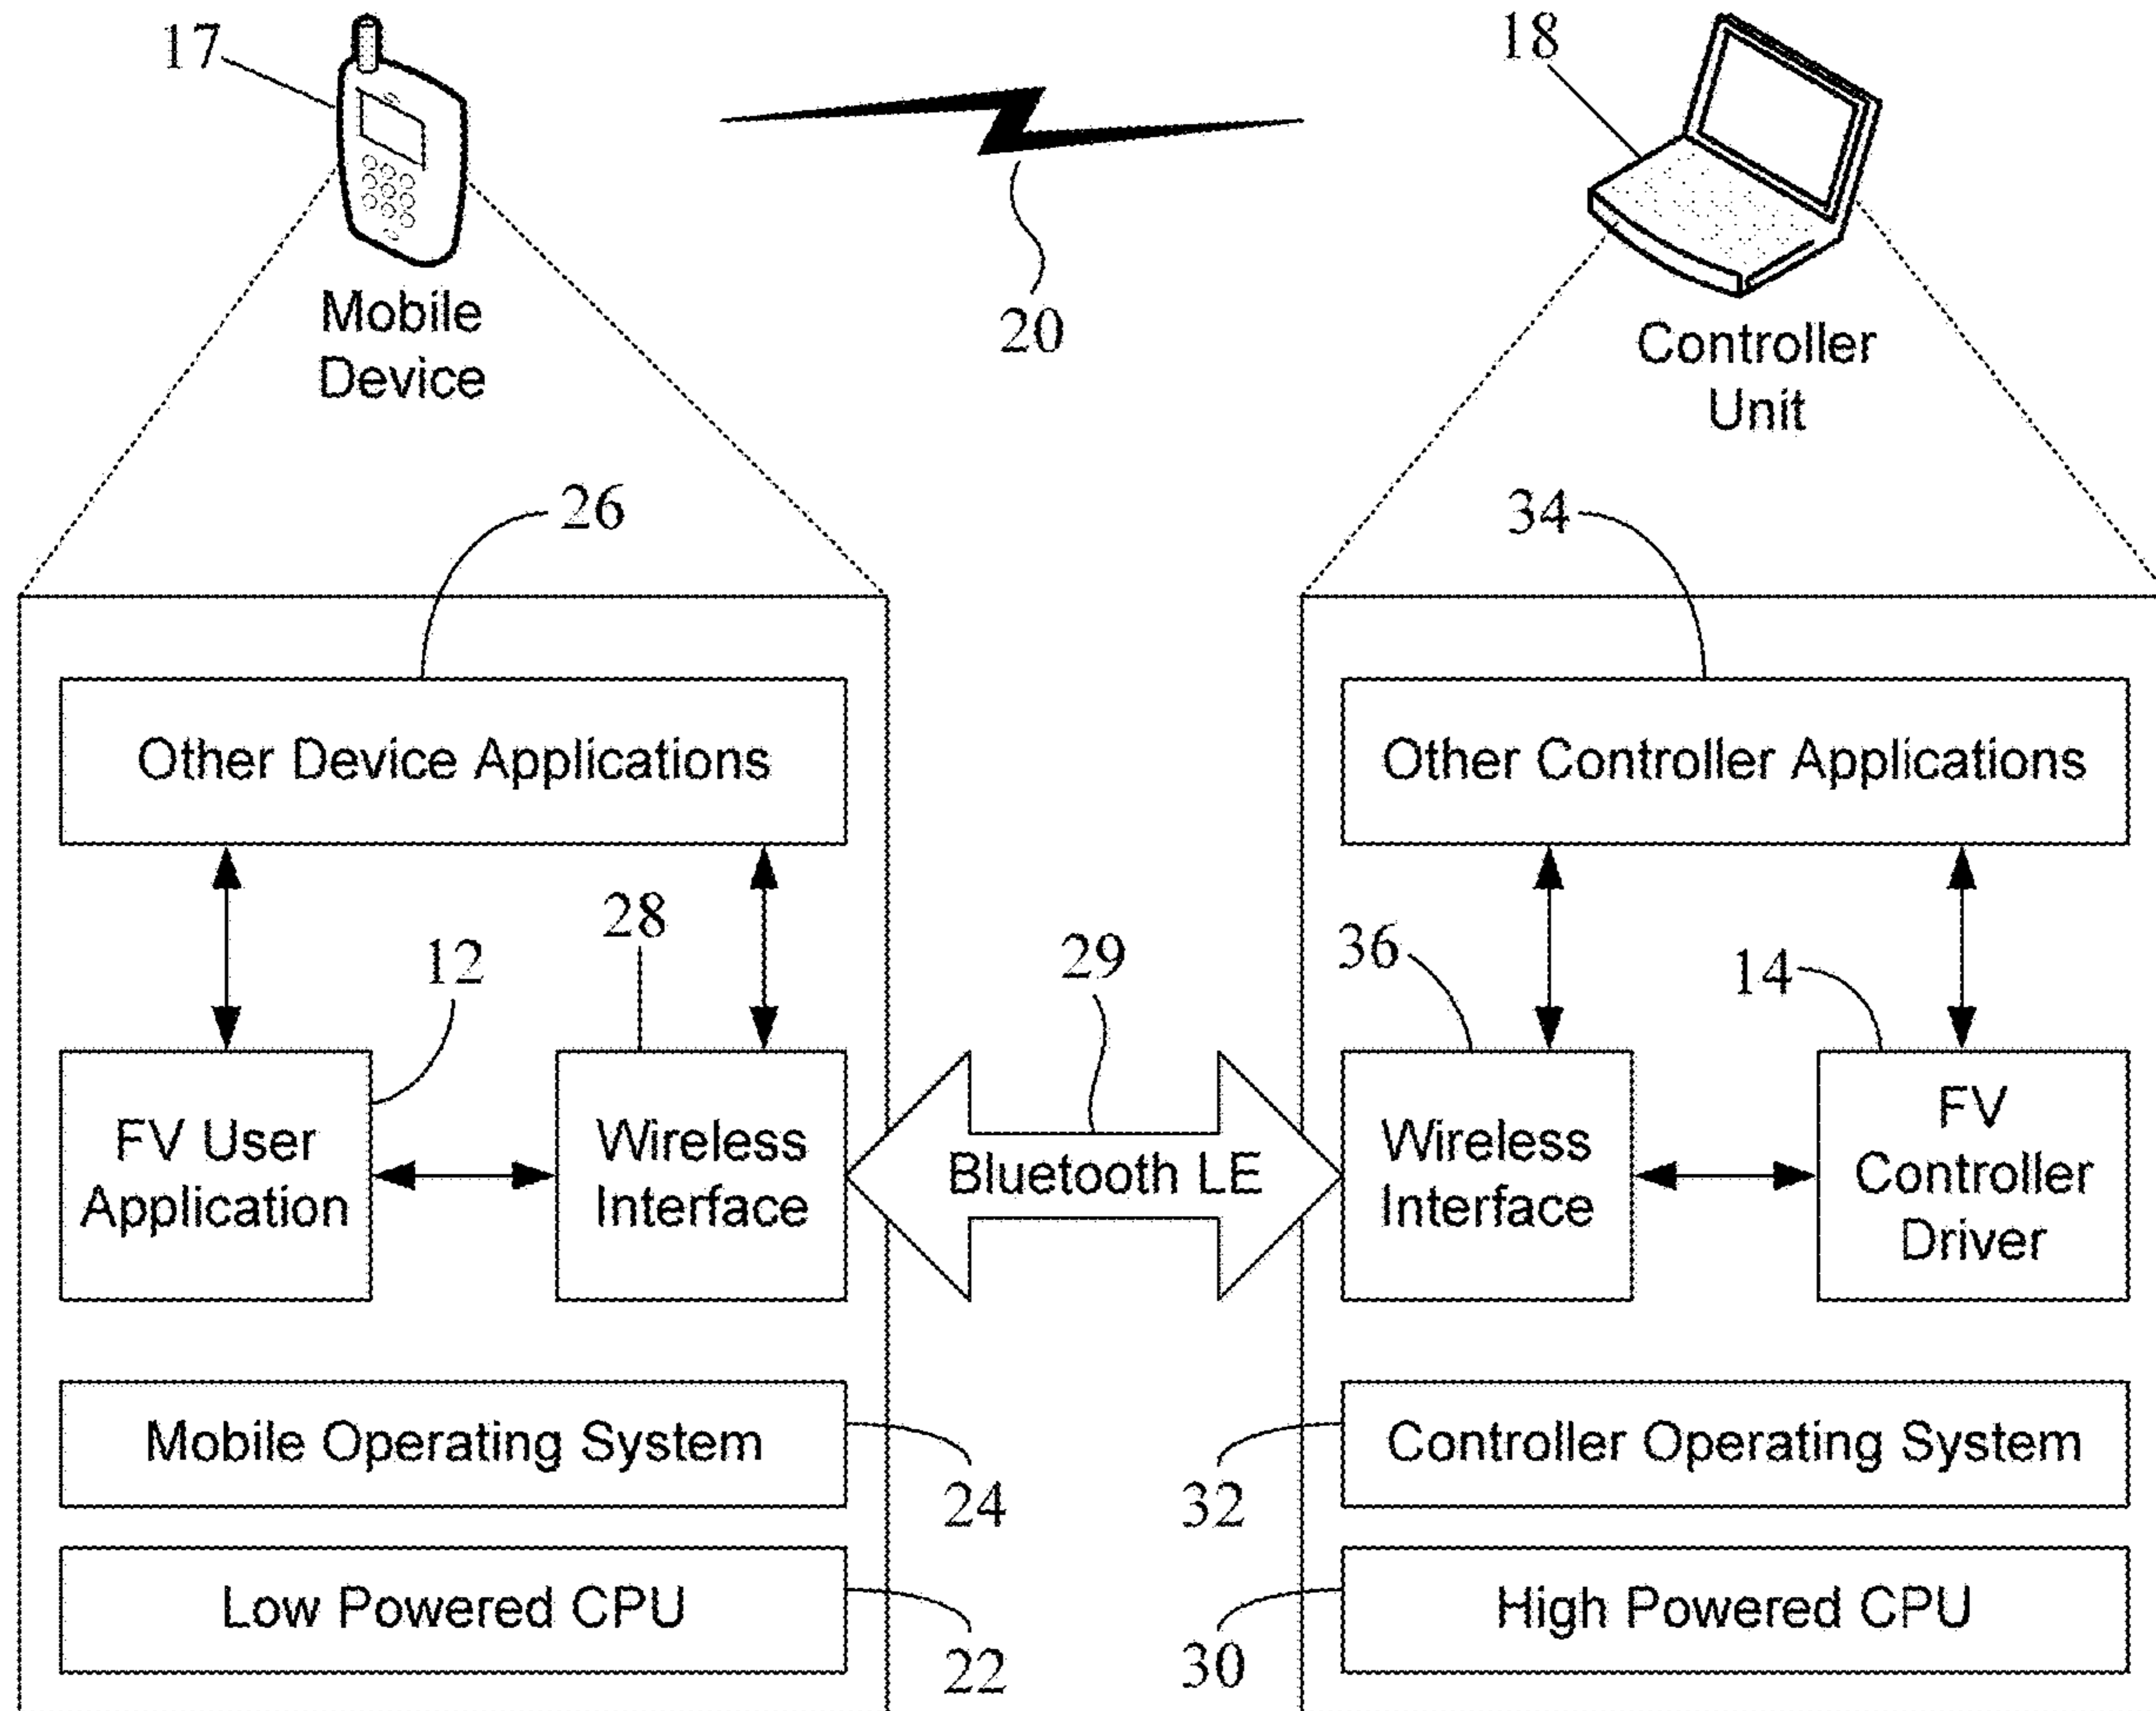 17
18
20
Mobile
Device
Controller
Unit
26
34
Other Device Applications
Other Controller Applications
28
12
29
36
14
FV User
Application
Wireless
Interface
Bluetooth LE
Wireless
Interface
FV
Controller
Driver
Mobile Operating System
Controller Operating System
24
32
Low Powered CPU
High Powered CPU
22
30